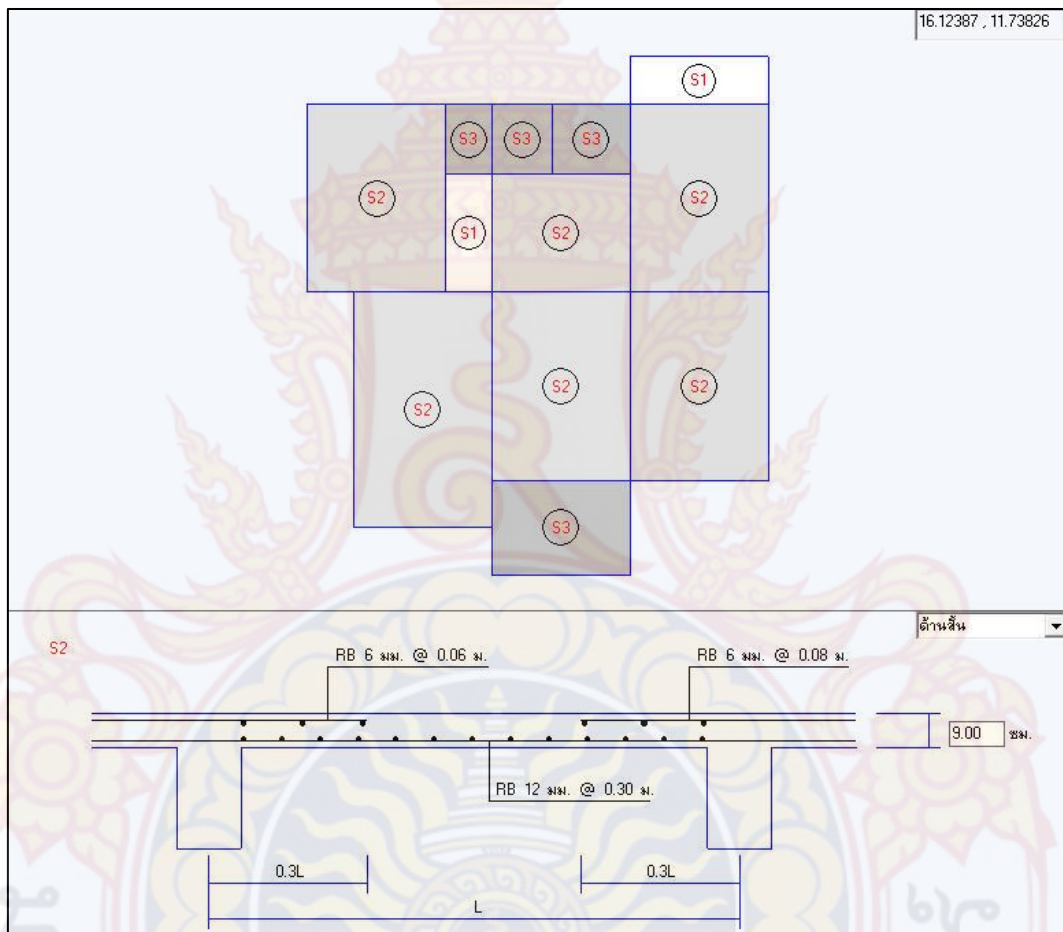 16.12387 , 11.73826
S1
S3 S3 S3
S2 S2
S1 S2
S2 S2
S2
S3
ด้านสั้น
S2
RB 6 มม. @ 0.06 ม. RB 6 มม. @ 0.08 ม.
9.00 ซม.
RB 12 มม. @ 0.30 ม.
0.3L 0.3L
L